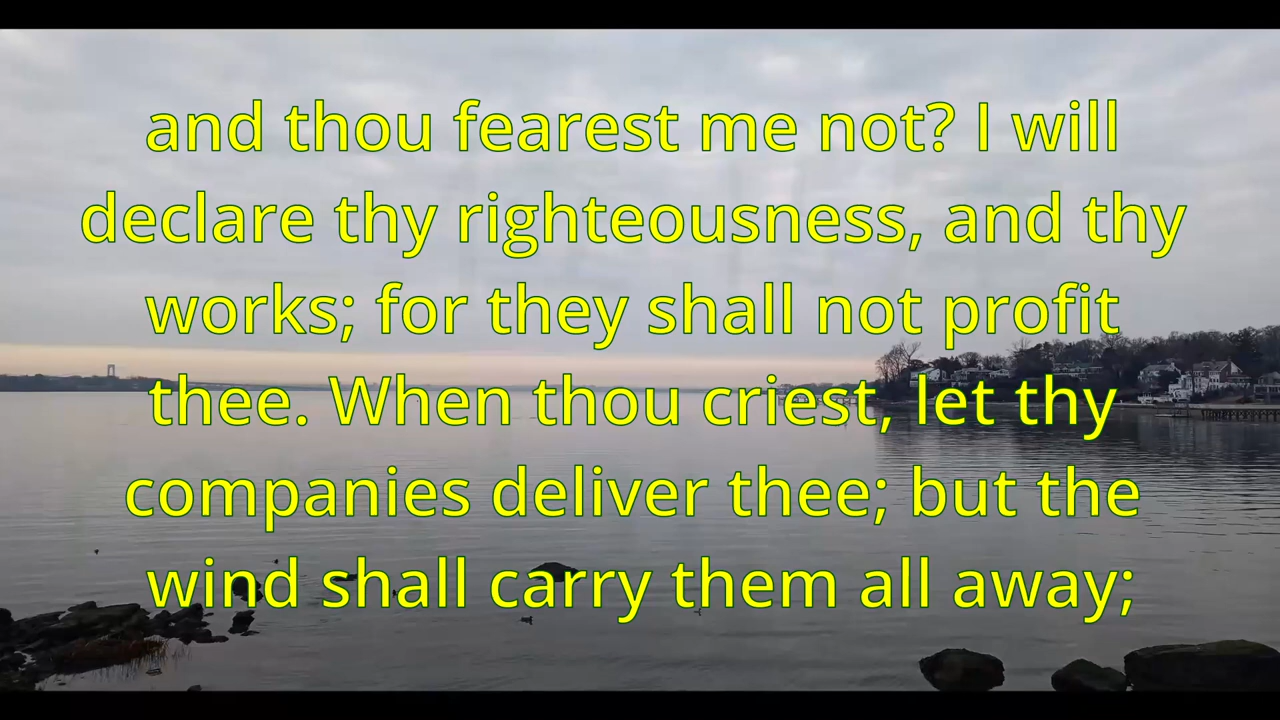 and thou fearest me not? I will
declare thy righteousness, and thy
works; for they shall not profit
thee. When thou criest, let thy
companies deliver thee; but the
wind shall carry them all away;